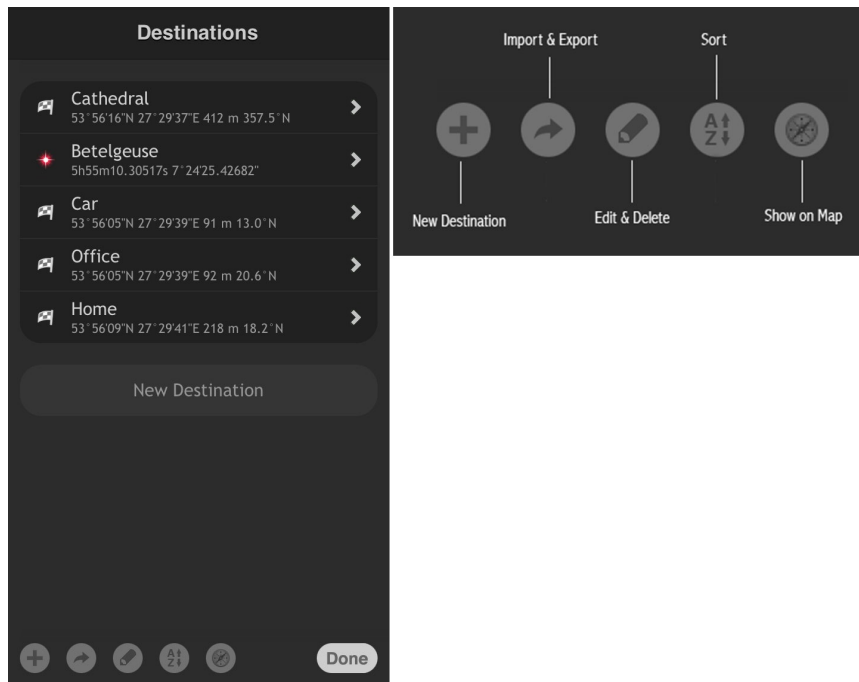 Destinations
Cathedral
53°56'16"N 27°29'37"E 412 m 357.5°N
Betelgeuse
5h55m10.30517s 7°24'25.42682"
Car
53°56'05"N 27°29'39"E 91 m 13.0°N
Office
53°56'05"N 27°29'39"E 92 m 20.6°N
Home
53°56'09"N 27°29'41"E 218 m 18.2°N
New Destination
A
Z
Done
Import & Export
Sort
A
Z
New Destination
Edit & Delete
Show on Map